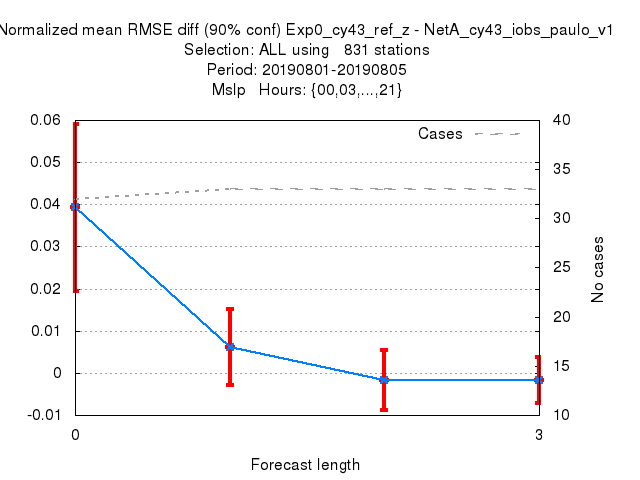 Normalized mean RMSE diff (90% conf) Exp0_cy43_ref_z - NetA_cy43_iobs_paulo_v1
Selection: ALL using 831 stations
Period: 20190801-20190805
Mslp Hours: {00,03,...,21}
Cases
0.06
0.05
0.04
0.03
0.02
0.01
0
-0.01
40
35
30
25
20
15
10
No cases
0
3
Forecast length